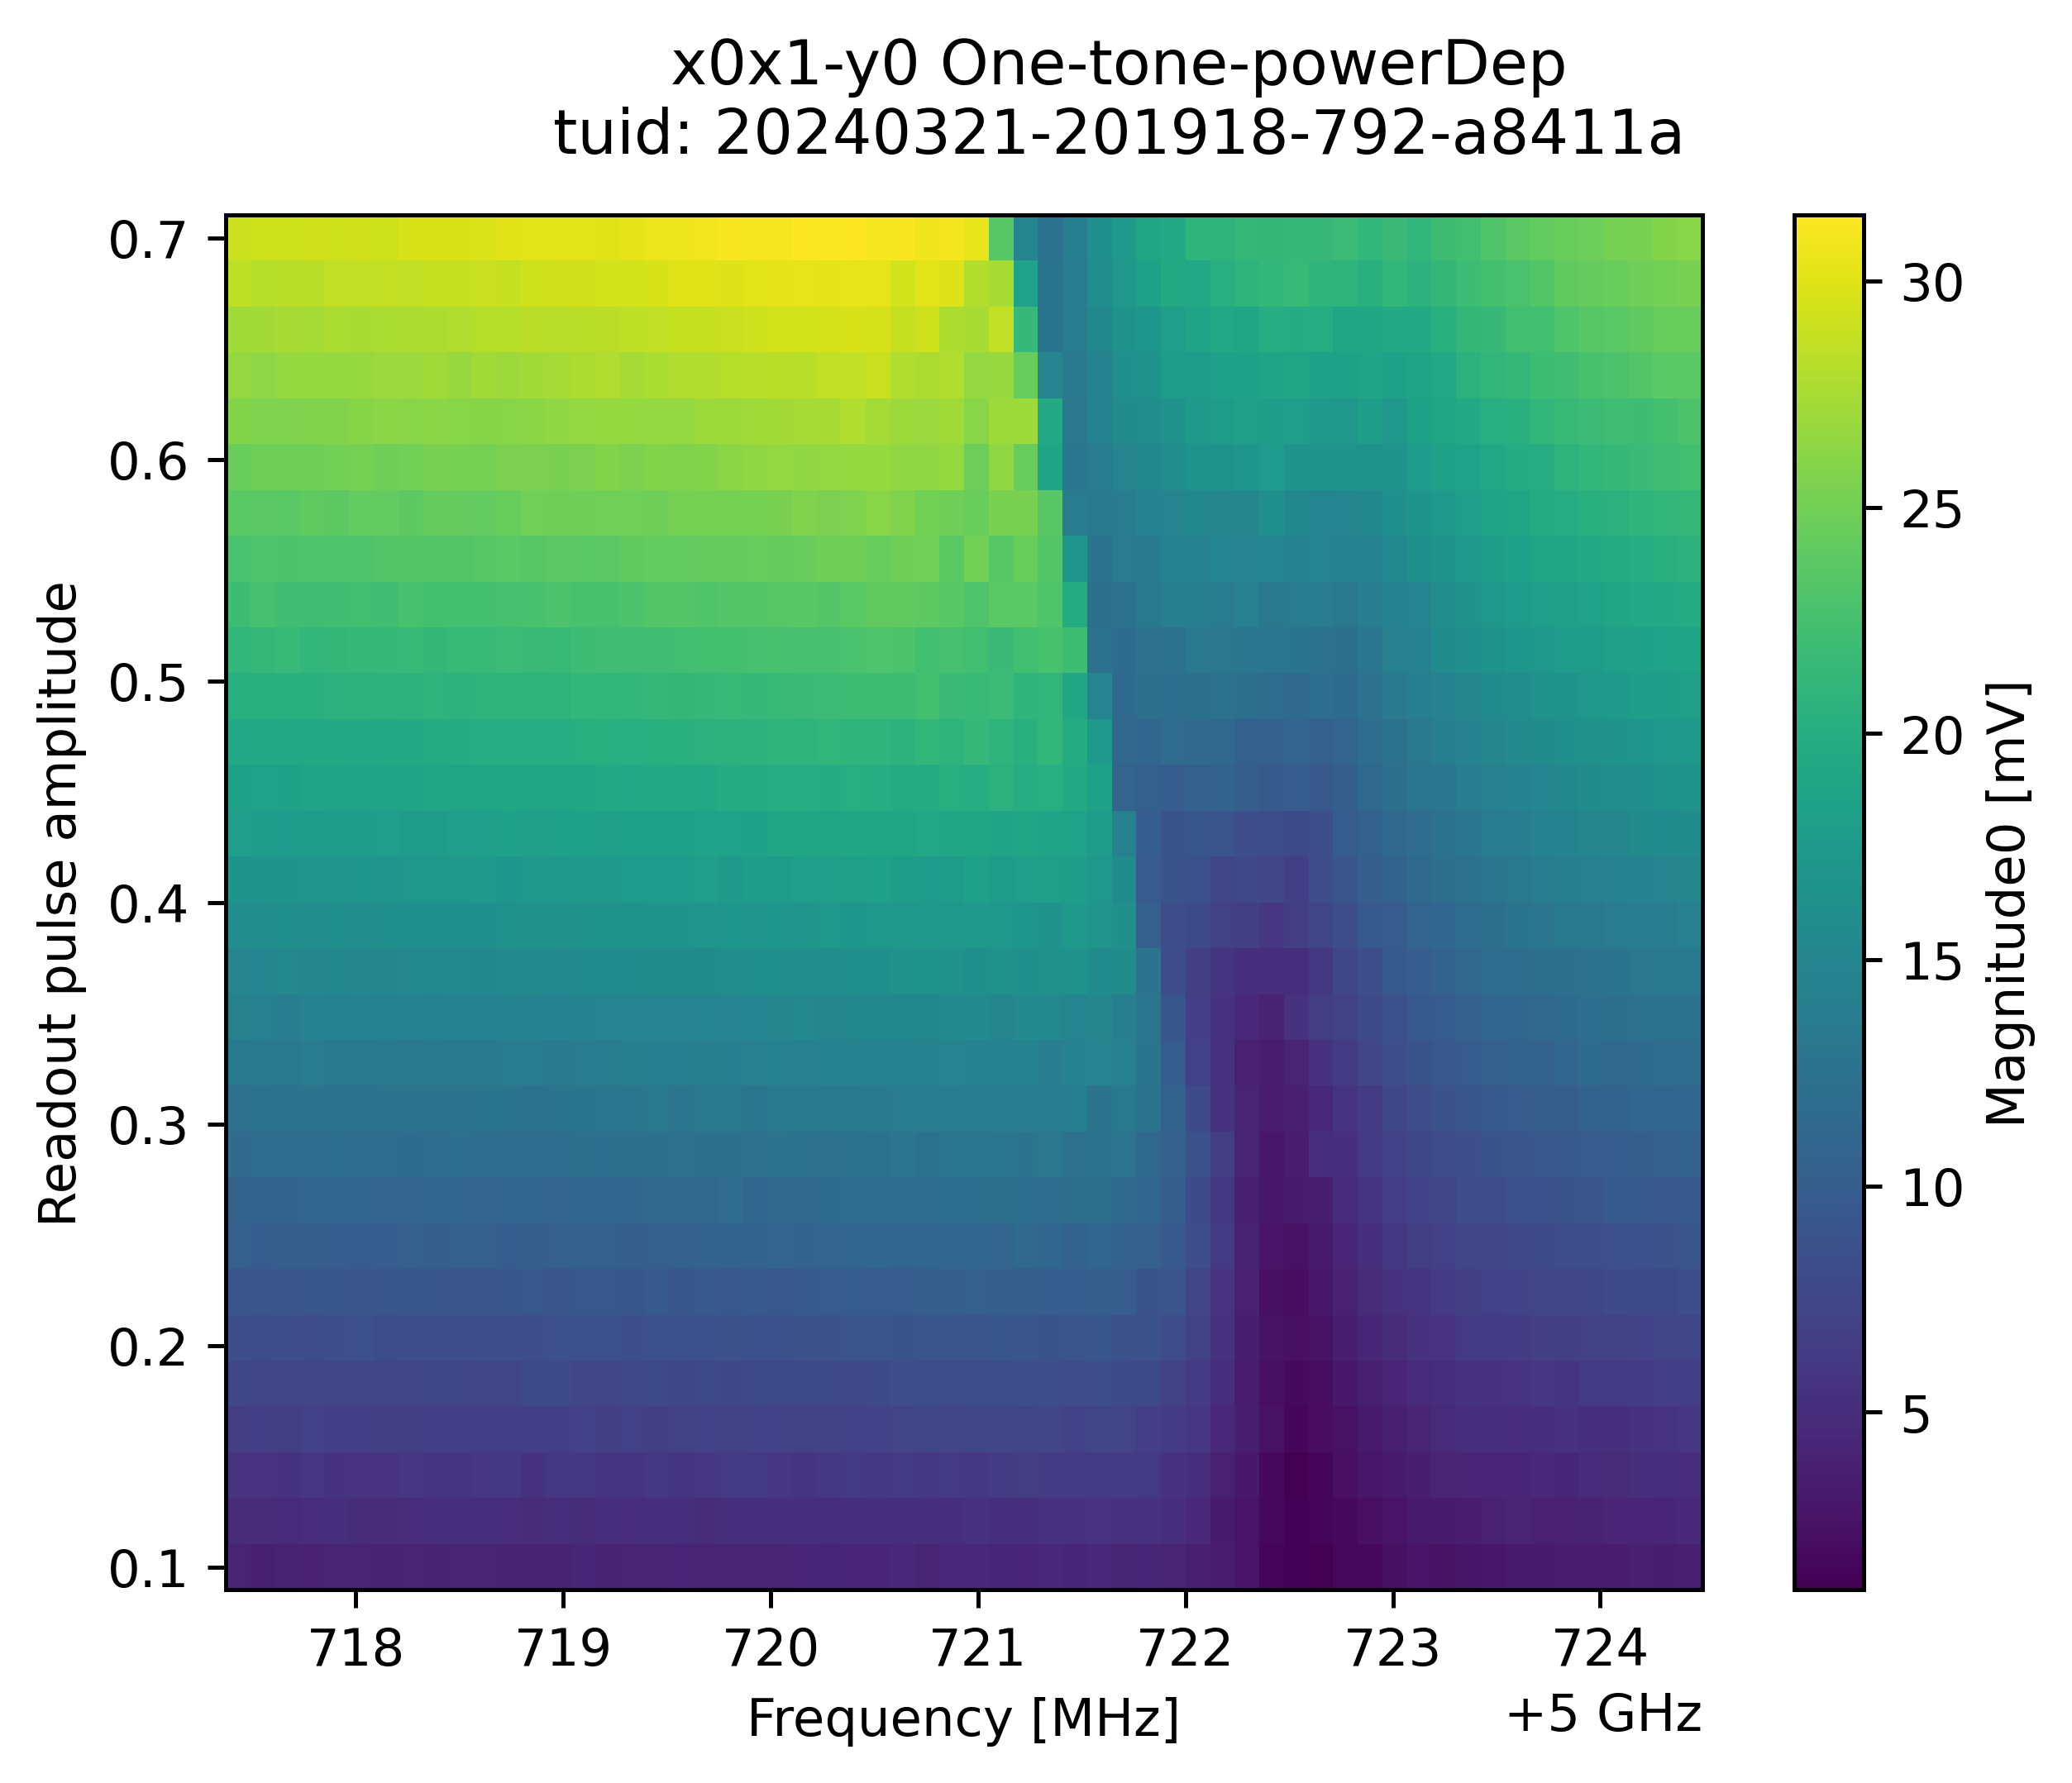 x0x1-y0 One-tone-powerDep
tuid: 20240321-201918-792-a8411a
Readout pulse amplitude
0.7
0.6
0.5
0.4
0.3
0.2
0.1
718 719 720 721 722 723 724
Frequency [MHz]
+5 GHz
30
25
20
15
10
5
Magnitude0 [mV]